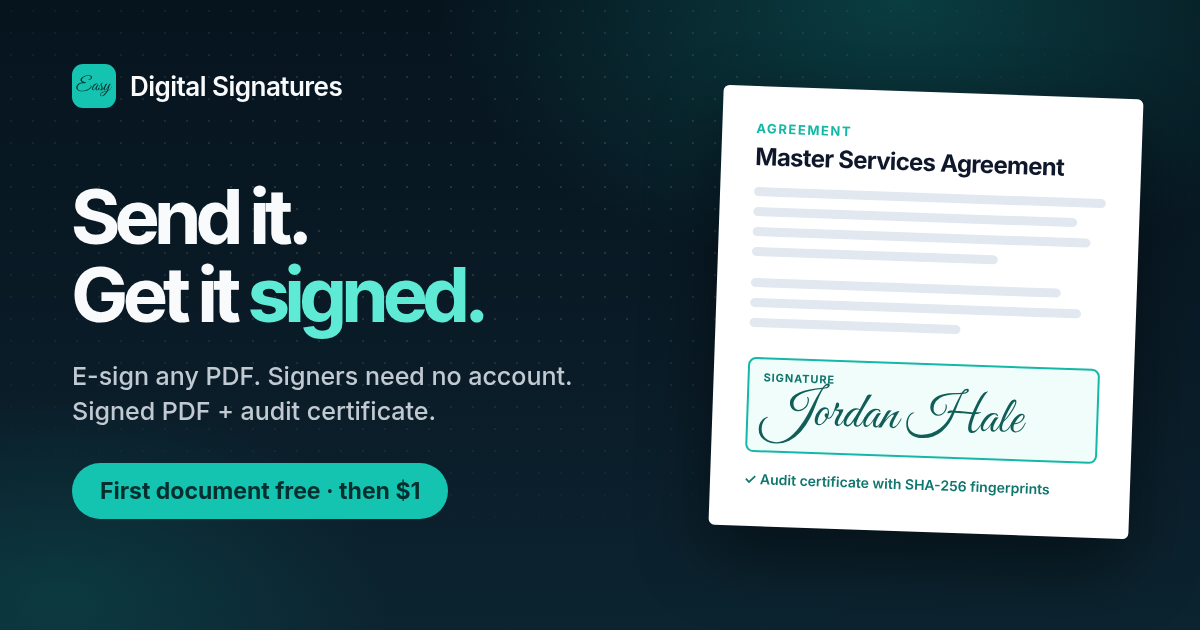 Easy
Digital Signatures
Send it.
Get it signed.
E-sign any PDF. Signers need no account.
Signed PDF + audit certificate.
First document free · then $1
AGREEMENT
Master Services Agreement
SIGNATURE
Jordan Hale
✓ Audit certificate with SHA-256 fingerprints